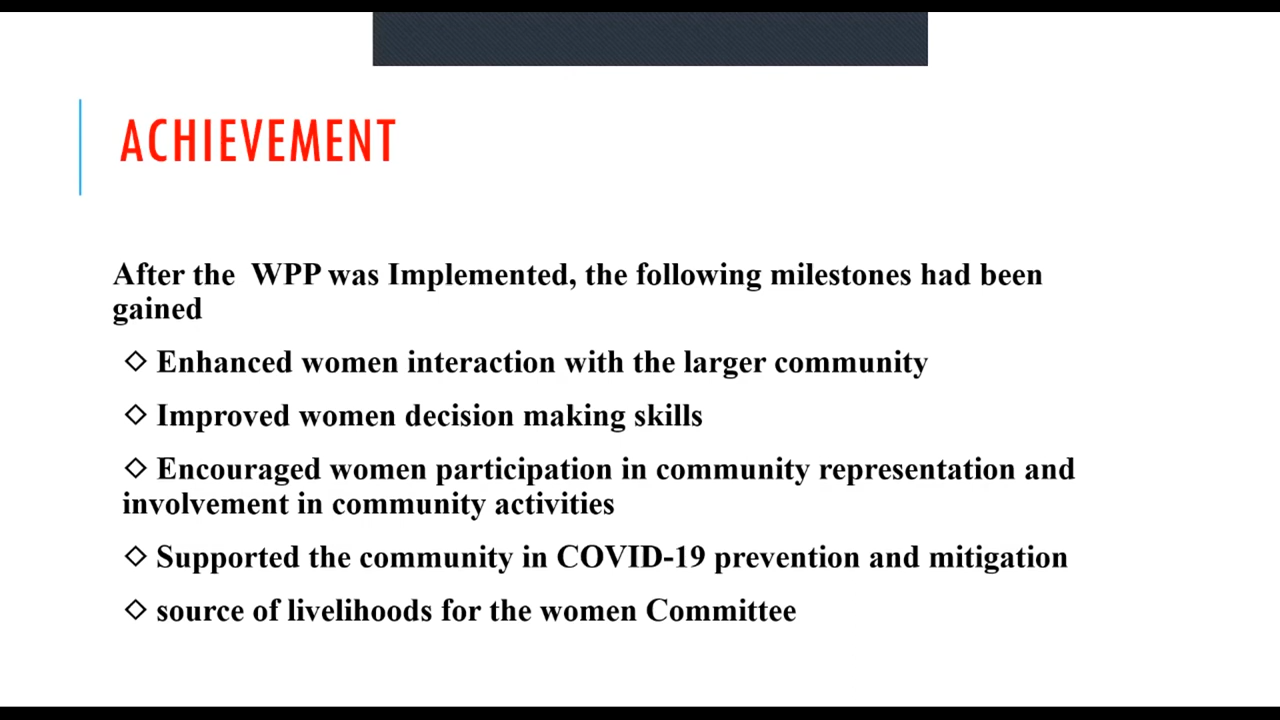 ACHIEVEMENT
After the WPP was Implemented, the following milestones had been
gained
◇ Enhanced women interaction with the larger community
◇ Improved women decision making skills
◇ Encouraged women participation in community representation and
involvement in community activities
◇ Supported the community in COVID-19 prevention and mitigation
◇ source of livelihoods for the women Committee